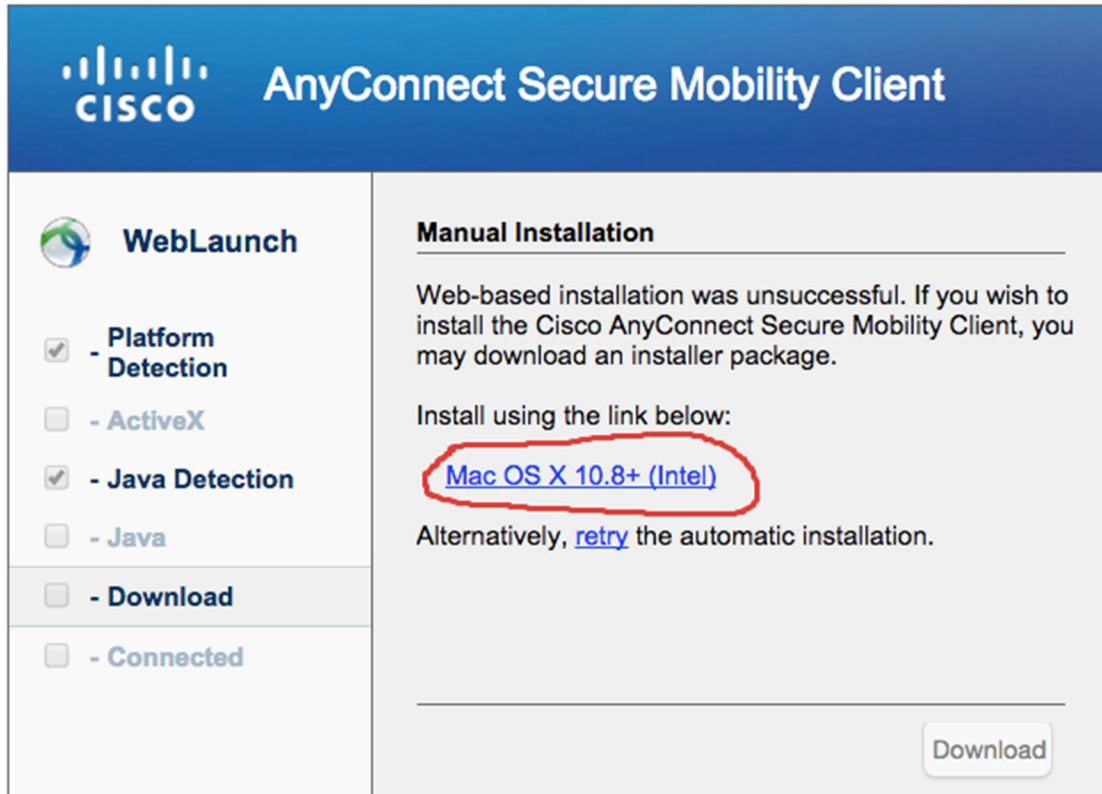 CISCO
AnyConnect Secure Mobility Client
WebLaunch
- Platform
Detection
- ActiveX
- Java Detection
- Java
- Download
- Connected
Manual Installation
Web-based installation was unsuccessful. If you wish to
install the Cisco AnyConnect Secure Mobility Client, you
may download an installer package.
Install using the link below:
Mac OS X 10.8+ (Intel)
Alternatively, retry the automatic installation.
Download